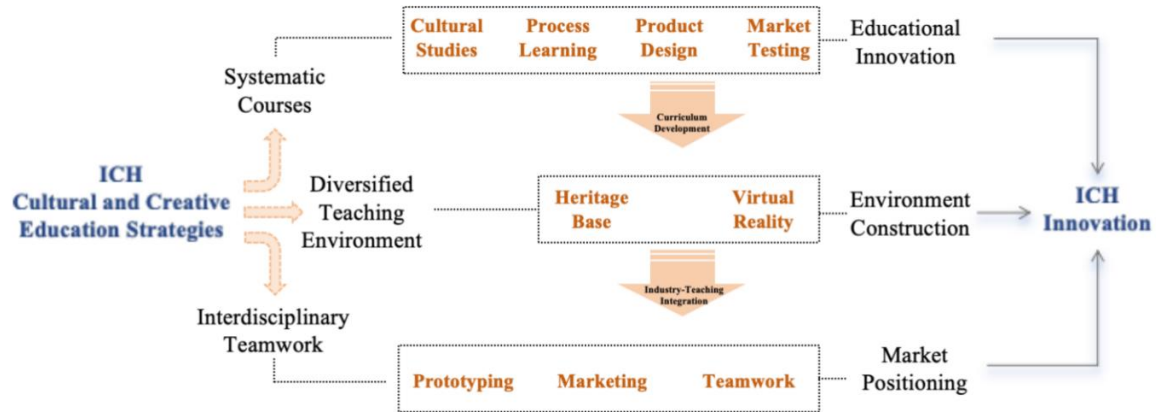 Cultural Studies
Process Learning
Product Design
Market Testing
Educational Innovation
Systematic Courses
Curriculum Development
ICH
Cultural and Creative
Education Strategies
Diversified
Teaching
Environment
Heritage Base
Virtual Reality
Environment Construction
ICH
Innovation
Industry-Teaching
Integration
Interdisciplinary
Teamwork
Prototyping
Marketing
Teamwork
Market
Positioning